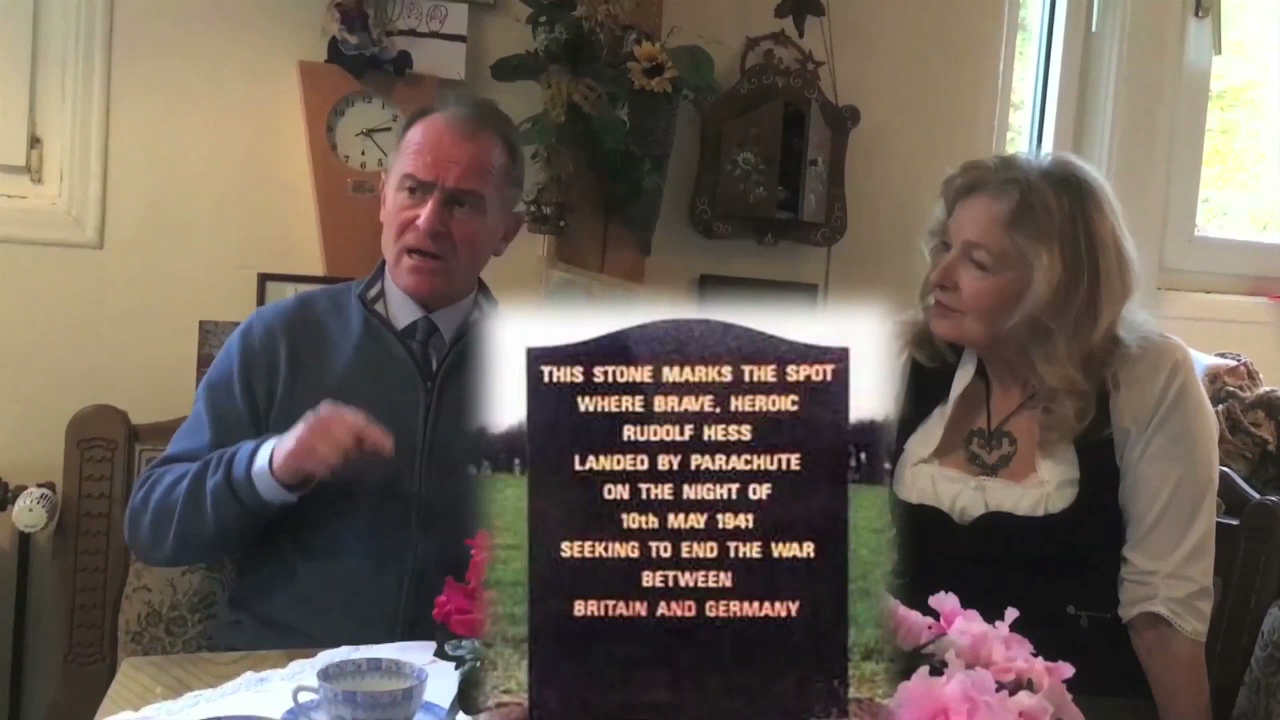 THIS STONE MARKS THE SPOT
WHERE BRAVE, HEROIC
RUDOLF HESS
LANDED BY PARACHUTE
ON THE NIGHT OF
10th MAY 1941
SEEKING TO END THE WAR
BETWEEN
BRITAIN AND GERMANY